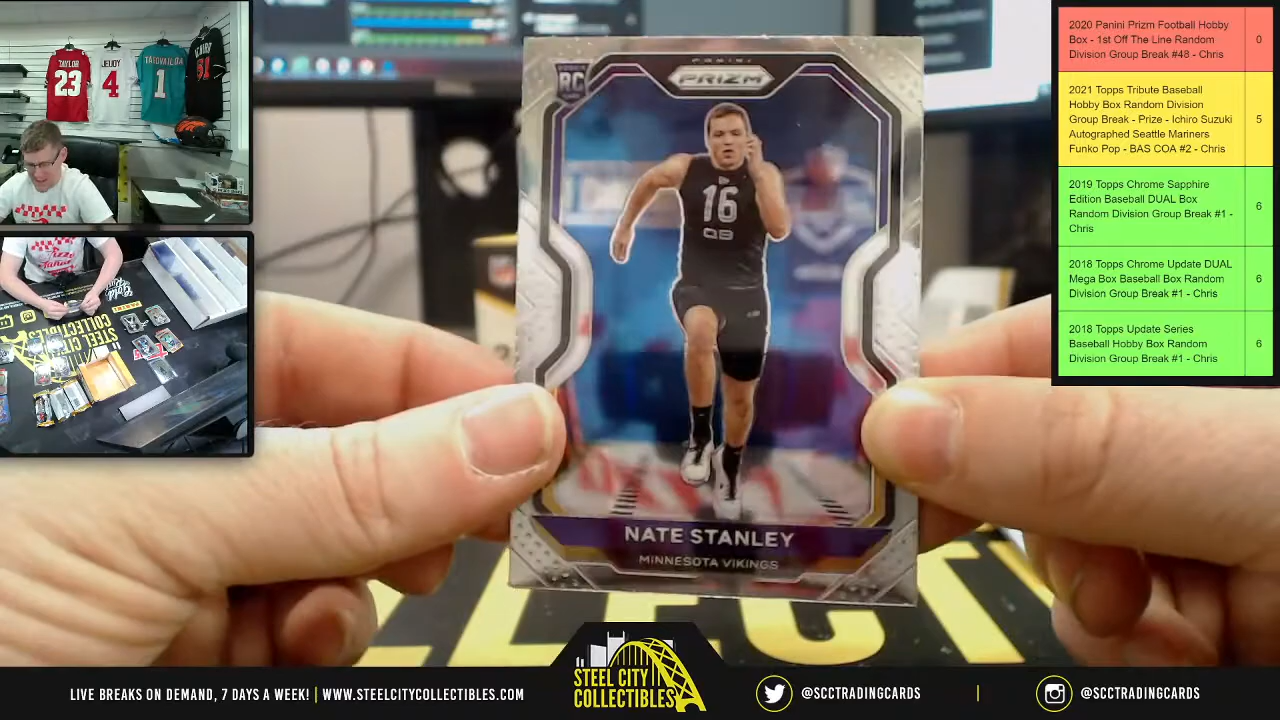 TAYLOR
23
JEUDY
4
TAGOVAILOA
1
81
RC
PANINI
PRIZM
16
QB
NATE STANLEY
MINNESOTA VIKINGS
2020 Panini Prizm Football Hobby
Box - 1st Off The Line Random
Division Group Break #48 - Chris
0
2021 Topps Tribute Baseball
Hobby Box Random Division
Group Break - Prize - Ichiro Suzuki
Autographed Seattle Mariners
Funko Pop - BAS COA #2 - Chris
5
2019 Topps Chrome Sapphire
Edition Baseball DUAL Box
Random Division Group Break #1 -
Chris
6
2018 Topps Chrome Update DUAL
Mega Box Baseball Box Random
Division Group Break #1 - Chris
6
2018 Topps Update Series
Baseball Hobby Box Random
Division Group Break #1 - Chris
6
STEEL CITY
COLLECTIBLES
LIVE BREAKS ON DEMAND, 7 DAYS A WEEK! | WWW.STEELCITYCOLLECTIBLES.COM
STEEL CITY
COLLECTIBLES
@SCCTRADINGCARDS | @SCCTRADINGCARDS